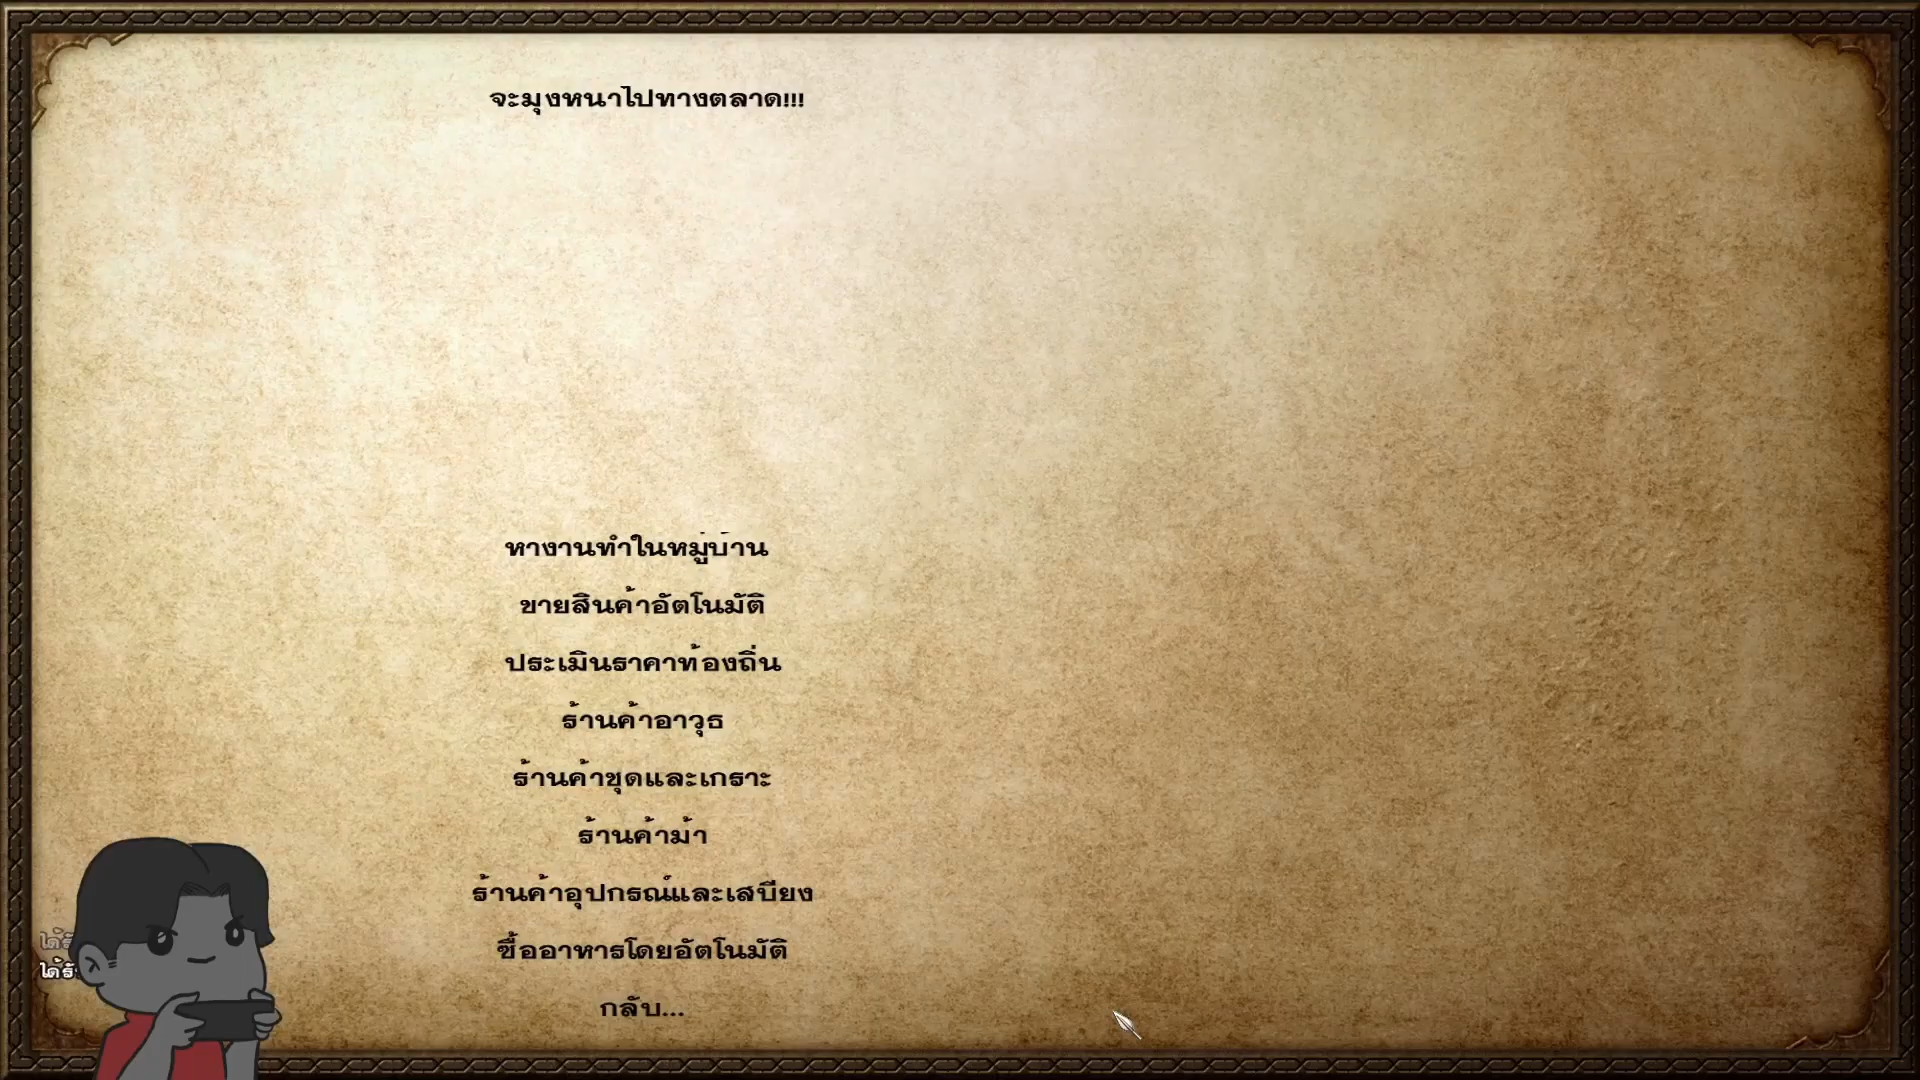 จะมุงหนาไปทางตลาด!!!
หางานทำในหมู่บ้าน
ขายสินค้าอัตโนมัติ
ประเมินราคาท้องถิ่น
ร้านค้าอาวุธ
ร้านค้าชุดและเกราะ
ร้านค้าม้า
ร้านค้าอุปกรณ์และเสบียง
ซื้ออาหารโดยอัตโนมัติ
กลับ...